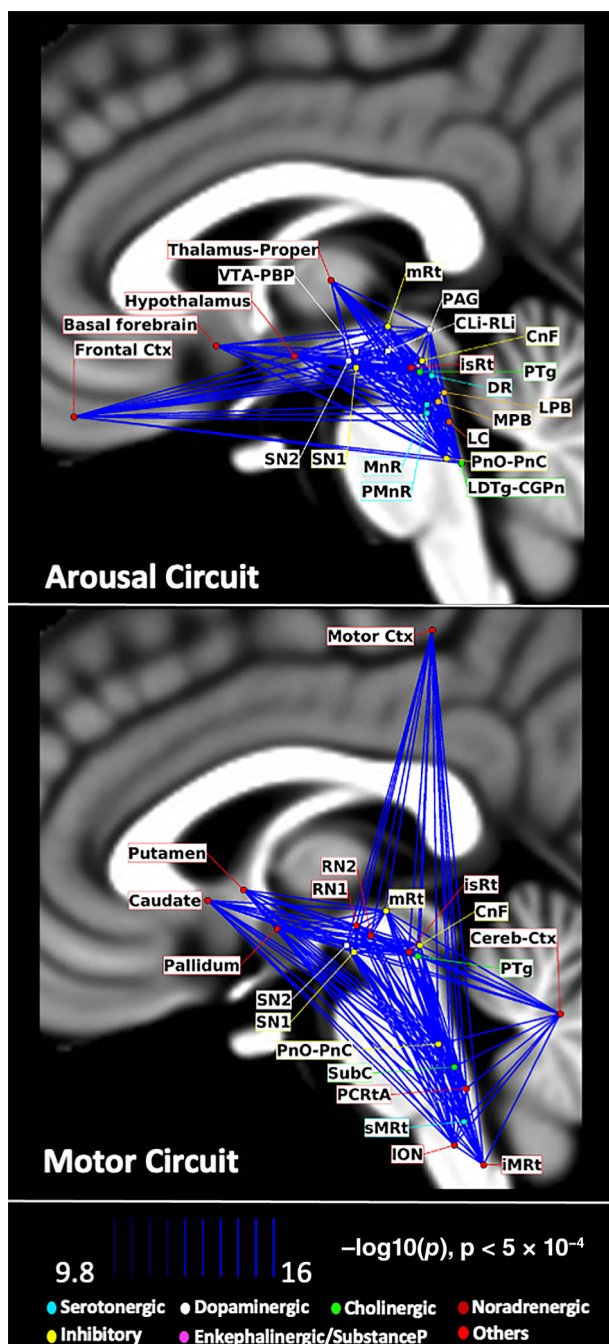 Thalamus-Proper
mRt
VTA-PBP
PAG
Hypothalamus
CLi-RLi
Basal forebrain
CnF
Frontal Ctx
isRt
PTg
DR
LPB
MPB
LC
SN2
SN1
MnR
PnO-PnC
PMnR
LDTg-CGPn
Arousal Circuit
Motor Ctx
Putamen
RN2
isRt
Caudate
RN1
mRt
CnF
Cereb-Ctx
Pallidum
PTg
SN2
SN1
PnO-PnC
SubC
PCRtA
sMRt
Motor Circuit
ION
iMRt
–log10(p), p < 5 × 10⁻⁴
9.8 16
Serotonergic Dopaminergic Cholinergic Noradrenergic
Inhibitory Enkephalinergic/SubstanceP Others